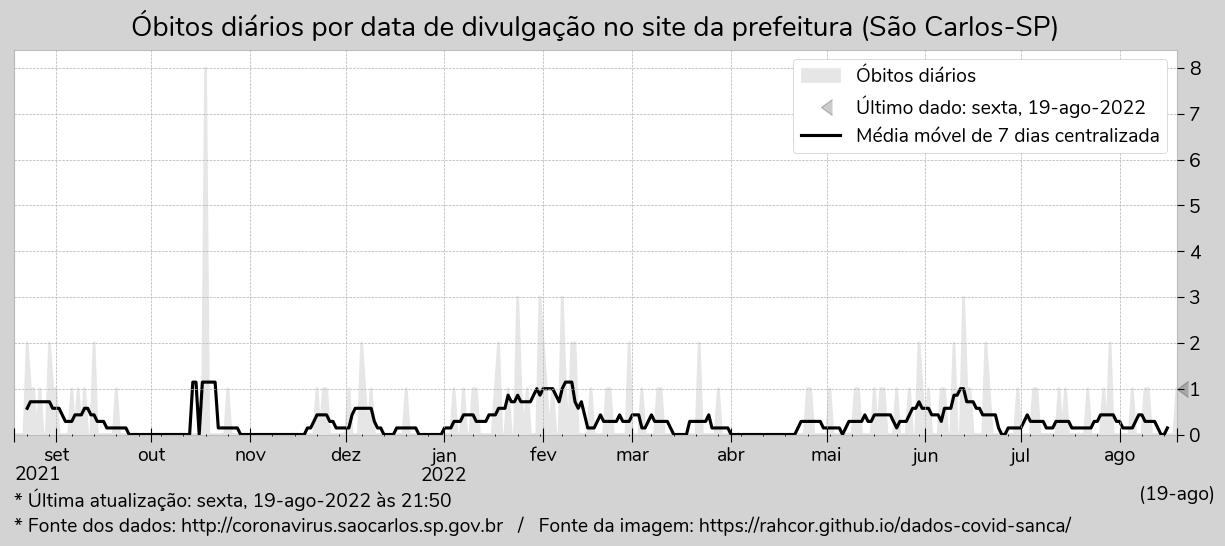 Óbitos diários por data de divulgação no site da prefeitura (São Carlos-SP)
Óbitos diários
Último dado: sexta, 19-ago-2022
Média móvel de 7 dias centralizada
8
7
6
5
4
3
2
1
0
set out nov dez jan fev mar abr mai jun jul ago
2021 2022
(19-ago)
* Última atualização: sexta, 19-ago-2022 às 21:50
* Fonte dos dados: http://coronavirus.saocarlos.sp.gov.br / Fonte da imagem: https://rahcor.github.io/dados-covid-sanca/